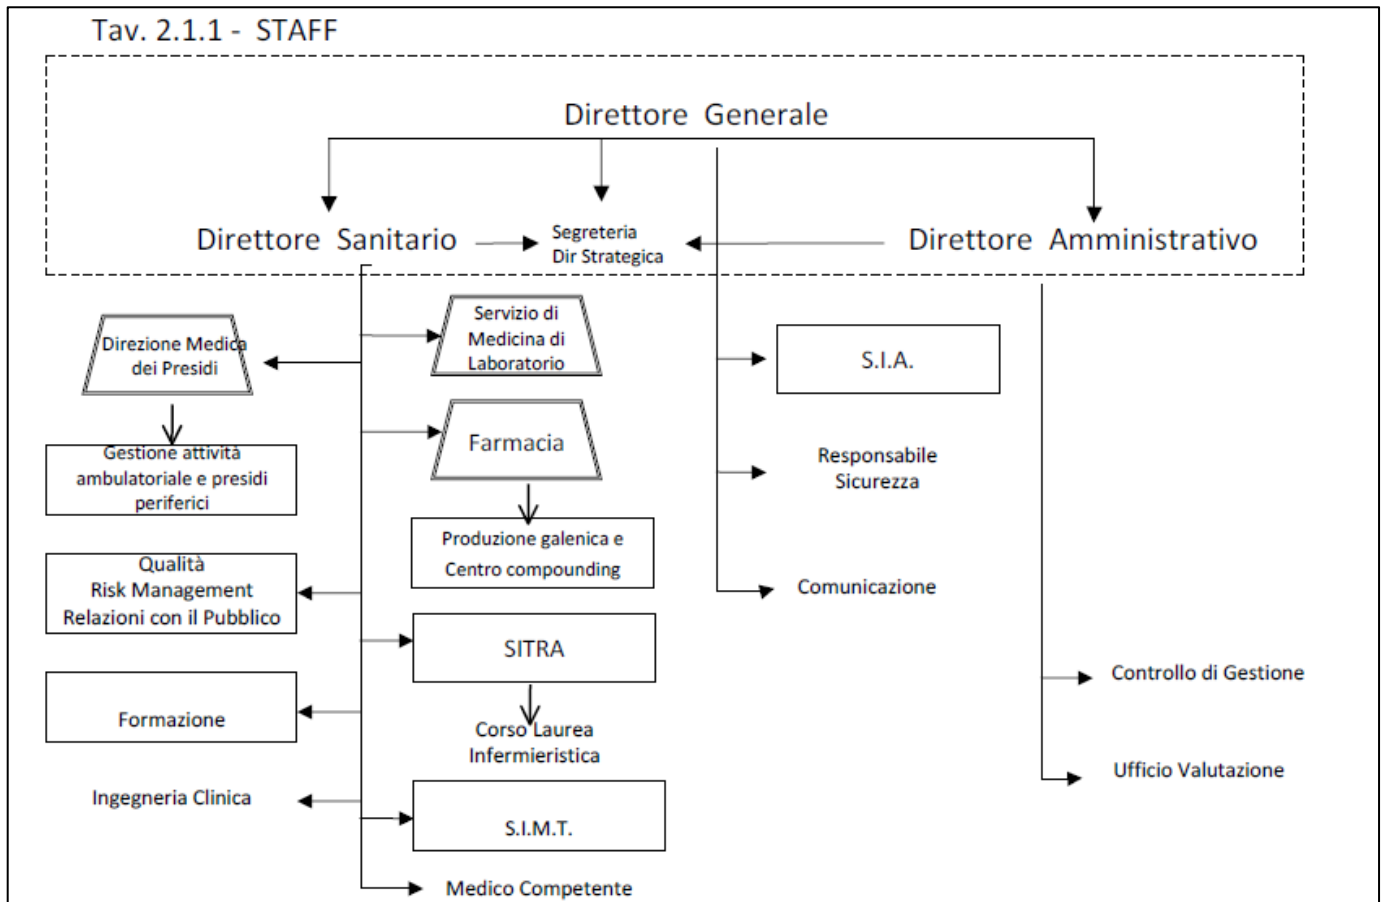 Tav. 2.1.1 - STAFF
Direttore Generale
Direttore Sanitario
Segreteria
Dir Strategica
Direttore Amministrativo
Direzione Medica
dei Presidi
Servizio di
Medicina di
Laboratorio
S.I.A.
Gestione attività
ambulatoriale e presidi
periferici
Farmacia
Responsabile
Sicurezza
Produzione galenica e
Centro compounding
Qualità
Risk Management
Relazioni con il Pubblico
Comunicazione
SITRA
Controllo di Gestione
Formazione
Corso Laurea
Infermieristica
Ufficio Valutazione
Ingegneria Clinica
S.I.M.T.
Medico Competente